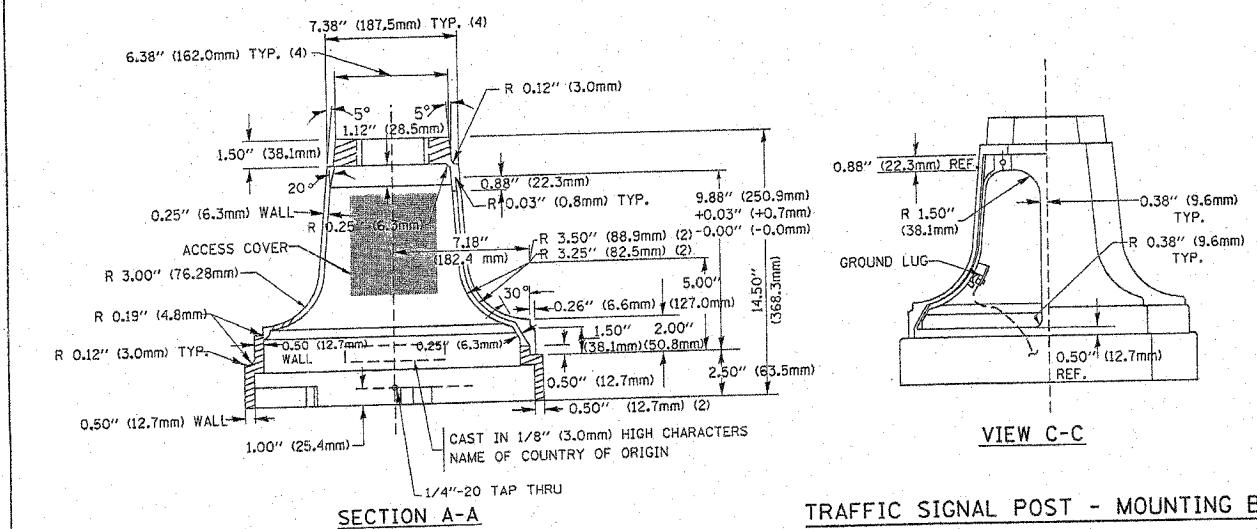 7.38" (187.5mm) TYP. (4)
6.38" (162.0mm) TYP. (4)
R 0.12" (3.0mm)
5°
5°
1.12" (28.5mm)
1.50" (38.1mm)
20°
0.88" (22.3mm)
R 0.03" (0.8mm) TYP.
9.88" (250.9mm)
+0.03" (+0.7mm)
-0.00" (-0.0mm)
0.25" (6.3mm) WALL
R 0.25" (6.3mm)
ACCESS COVER
7.18"
(182.4 mm)
R 3.50" (88.9mm) (2)
R 3.25" (82.5mm) (2)
R 3.00" (76.28mm)
5.00"
(127.0mm)
14.50"
(368.3mm)
30°
0.26" (6.6mm)
R 0.19" (4.8mm)
0.50 (12.7mm)
WALL
0.25" (6.3mm)
1.50"
(38.1mm)
2.00"
(50.8mm)
R 0.12" (3.0mm) TYP.
0.50" (12.7mm)
2.50" (63.5mm)
0.50" (12.7mm) WALL
0.50" (12.7mm) (2)
1.00" (25.4mm)
CAST IN 1/8" (3.0mm) HIGH CHARACTERS
NAME OF COUNTRY OF ORIGIN
1/4"-20 TAP THRU
SECTION A-A
0.88" (22.3mm) REF.
R 1.50"
(38.1mm)
0.38" (9.6mm)
TYP.
R 0.38" (9.6mm)
TYP.
GROUND LUG
0.50" (12.7mm)
REF.
VIEW C-C
TRAFFIC SIGNAL POST - MOUNTING B